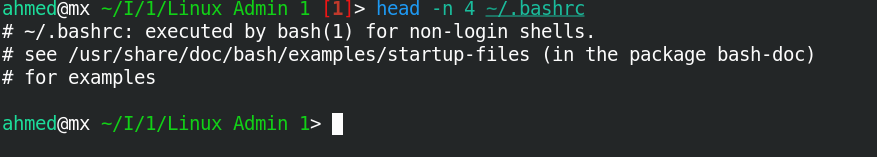 ahmed@mx ~/I/1/Linux Admin 1 [1]> head -n 4 ~/.bashrc
# ~/.bashrc: executed by bash(1) for non-login shells.
# see /usr/share/doc/bash/examples/startup-files (in the package bash-doc)
# for examples
ahmed@mx ~/I/1/Linux Admin 1>